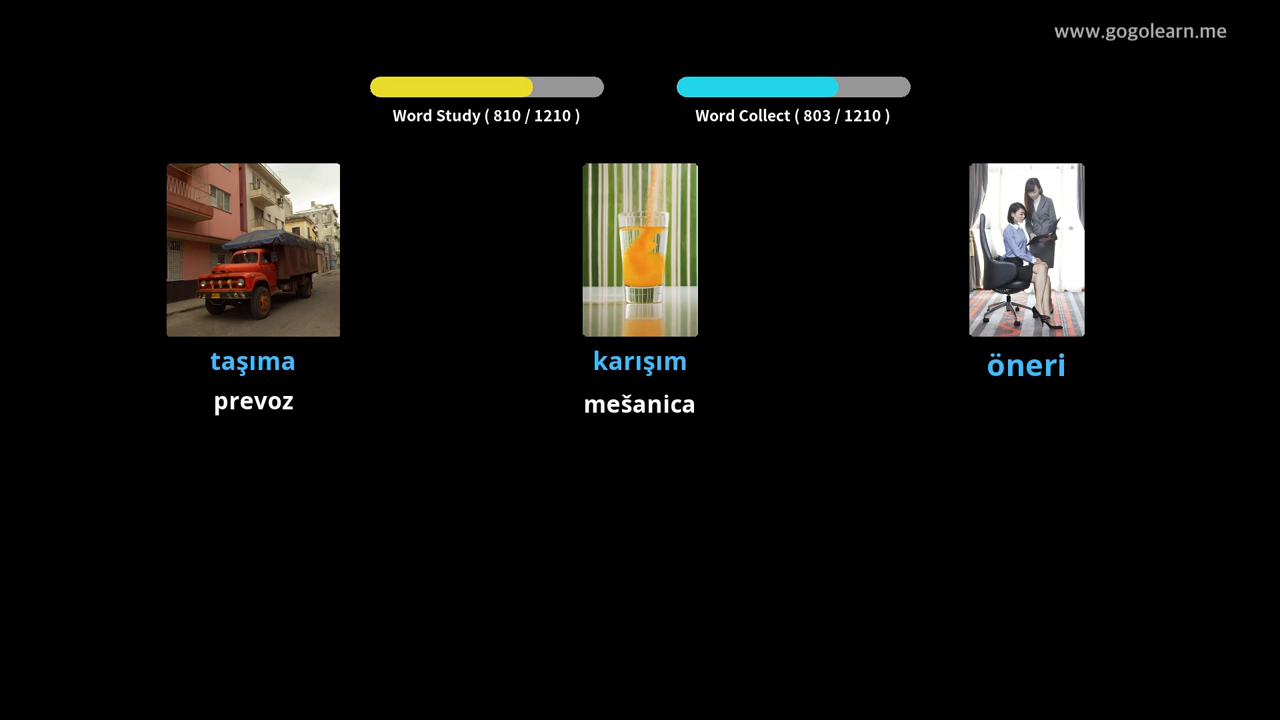 www.gogolearn.me
Word Study ( 810 / 1210 )
Word Collect ( 803 / 1210 )
taşıma
prevoz
karışım
mešanica
öneri